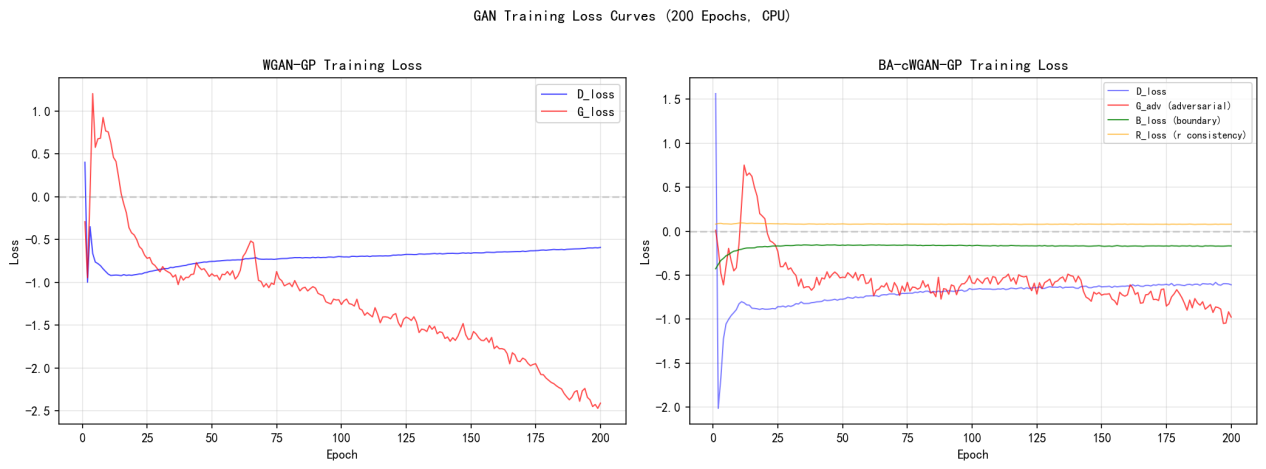 GAN Training Loss Curves (200 Epochs, CPU)
WGAN-GP Training Loss
D_loss
G_loss
1.0
0.5
0.0
-0.5
-1.0
-1.5
-2.0
-2.5
Loss
0 25 50 75 100 125 150 175 200
Epoch
BA-cWGAN-GP Training Loss
D_loss
G_adv (adversarial)
B_loss (boundary)
R_loss (r consistency)
1.5
1.0
0.5
0.0
-0.5
-1.0
-1.5
-2.0
Loss
0 25 50 75 100 125 150 175 200
Epoch